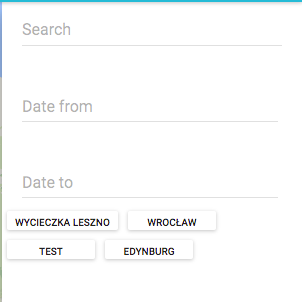 Search
Date from
Date to
WYCIECZKA LESZNO WROCŁAW
TEST EDYNBURG